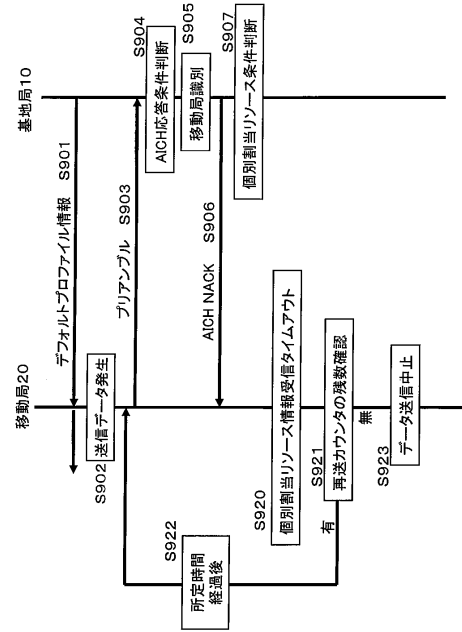 移動局20
基地局10
デフォルトプロファイル情報 S901
S902
送信データ発生
プリアンブル S903
S904
AICH応答条件判断
S905
移動局識別
AICH NACK S906
S907
個別割当リソース条件判断
S920
個別割当リソース情報受信タイムアウト
S921
再送カウンタの残数確認
有
無
S922
所定時間
経過後
S923
データ送信中止